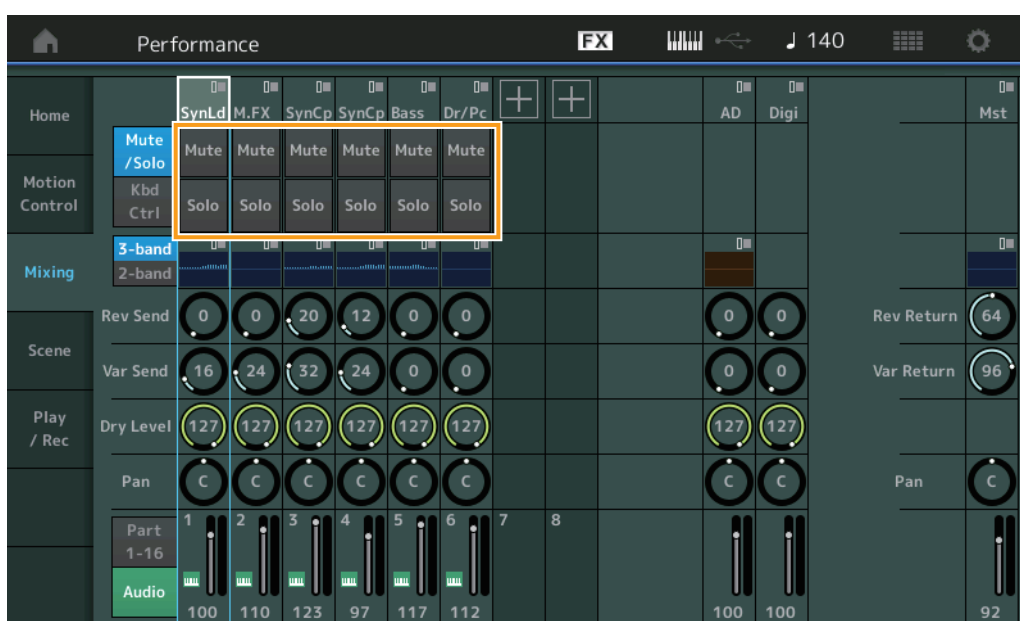 Performance FX 140
SynLd M.FX SynCp SynCp Bass Dr/Pc AD Digi Mst
Home
Mute /Solo
Mute Mute Mute Mute Mute Mute
Motion Control
Kbd Ctrl
Solo Solo Solo Solo Solo Solo
Mixing
3-band
2-band
Rev Send 0 0 20 12 0 0 0 0 Rev Return 64
Scene
Var Send 16 24 32 24 0 0 0 0 Var Return 96
Play / Rec
Dry Level 127 127 127 127 127 127 127 127
Pan C C C C C C C C Pan C
Part 1-16
1 2 3 4 5 6 7 8
Audio
100 110 123 97 117 112 100 100 92